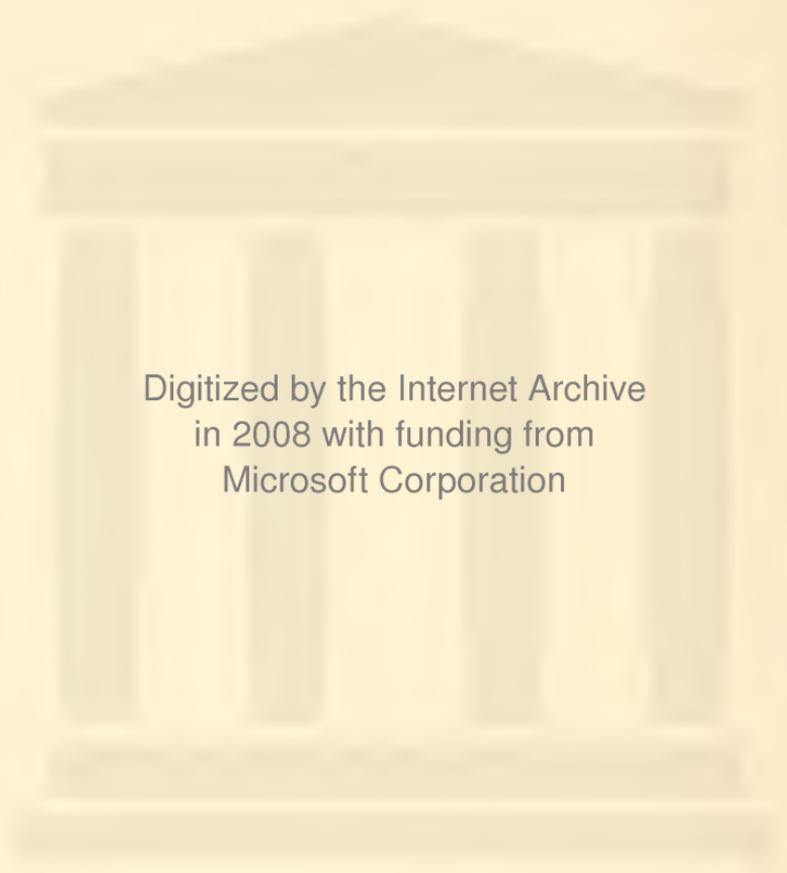 Digitized by the Internet Archive
in 2008 with funding from
Microsoft Corporation